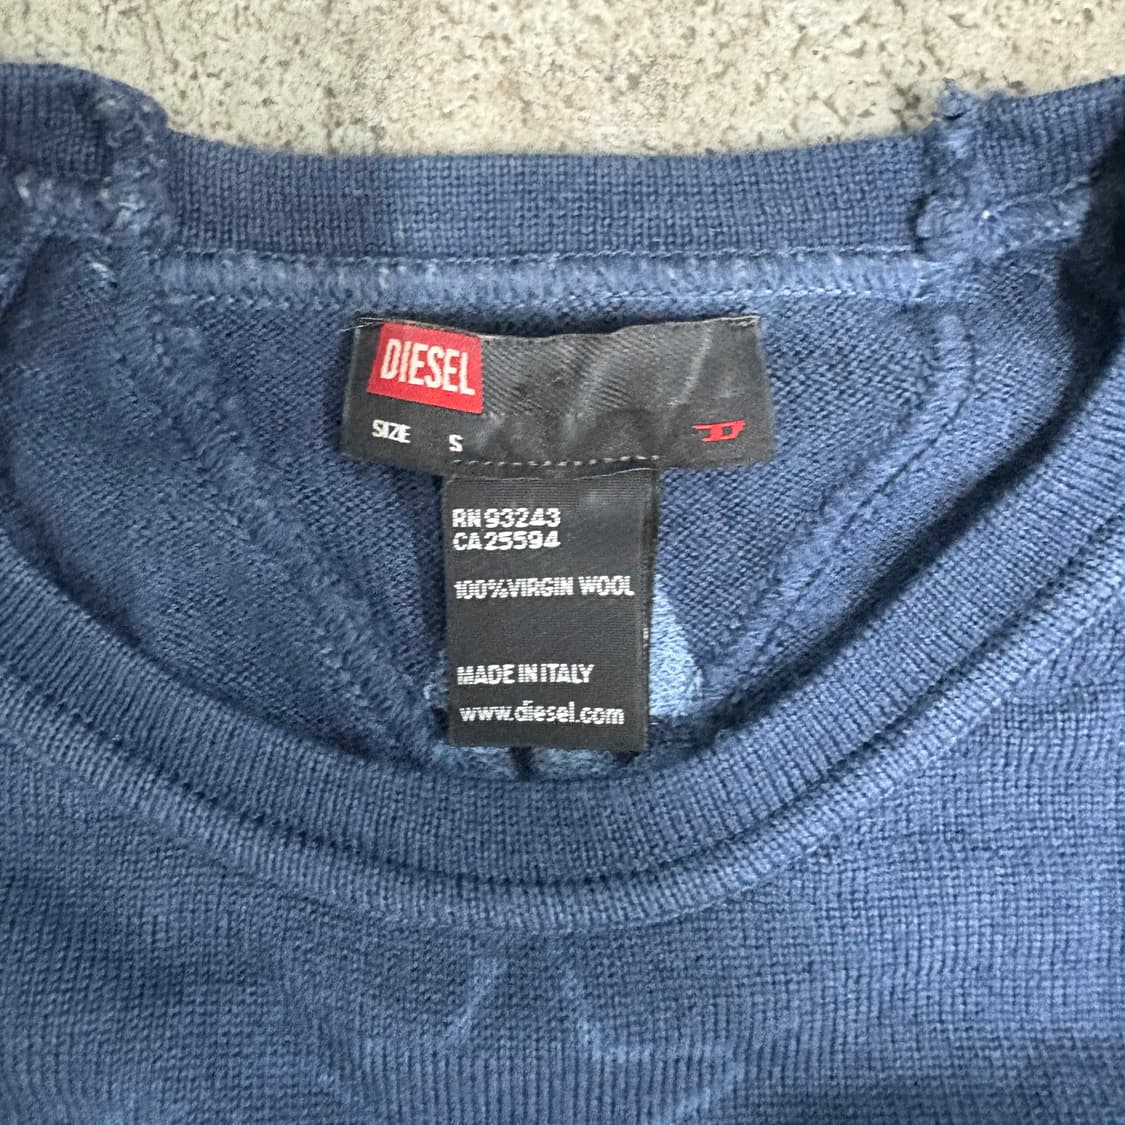 DIESEL
SIZE S
RN 93243
CA 25594
100% VIRGIN WOOL
MADE IN ITALY
www.diesel.com